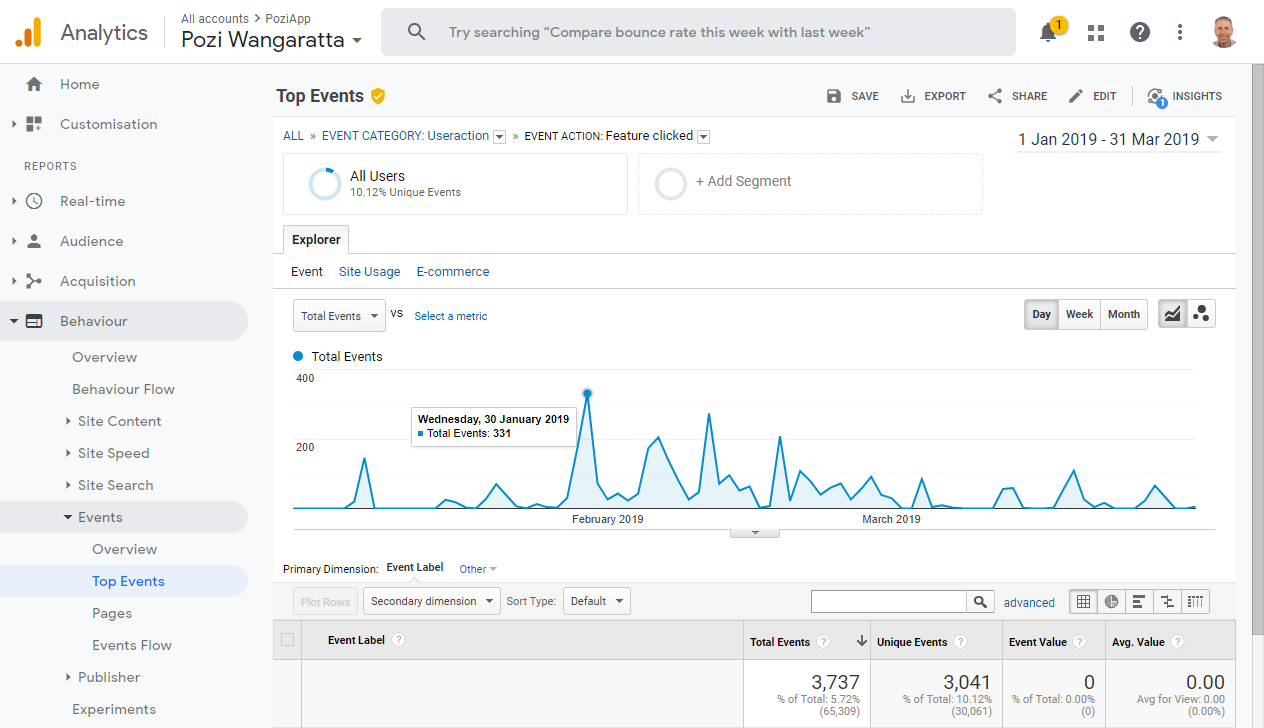 Analytics
All accounts > PoziApp
Pozi Wangaratta
Try searching “Compare bounce rate this week with last week”
1
Home
Customisation
REPORTS
Real-time
Audience
Acquisition
Behaviour
Overview
Behaviour Flow
Site Content
Site Speed
Site Search
Events
Overview
Top Events
Pages
Events Flow
Publisher
Experiments
Top Events
SAVE
EXPORT
SHARE
EDIT
1
INSIGHTS
ALL » EVENT CATEGORY: Useraction » EVENT ACTION: Feature clicked
1 Jan 2019 - 31 Mar 2019
All Users
10.12% Unique Events
+ Add Segment
Explorer
Event Site Usage E-commerce
Total Events VS Select a metric
Day Week Month
Total Events
400
200
Wednesday, 30 January 2019
Total Events: 331
February 2019 March 2019
Primary Dimension: Event Label Other
Plot Rows Secondary dimension Sort Type: Default advanced
Event Label ? Total Events ? Unique Events ? Event Value ? Avg. Value ?
3,737 3,041 0 0.00
% of Total: 5.72% % of Total: 10.12% % of Total: 0.00% Avg for View: 0.00
(65,309) (30,061) (0) (0.00%)